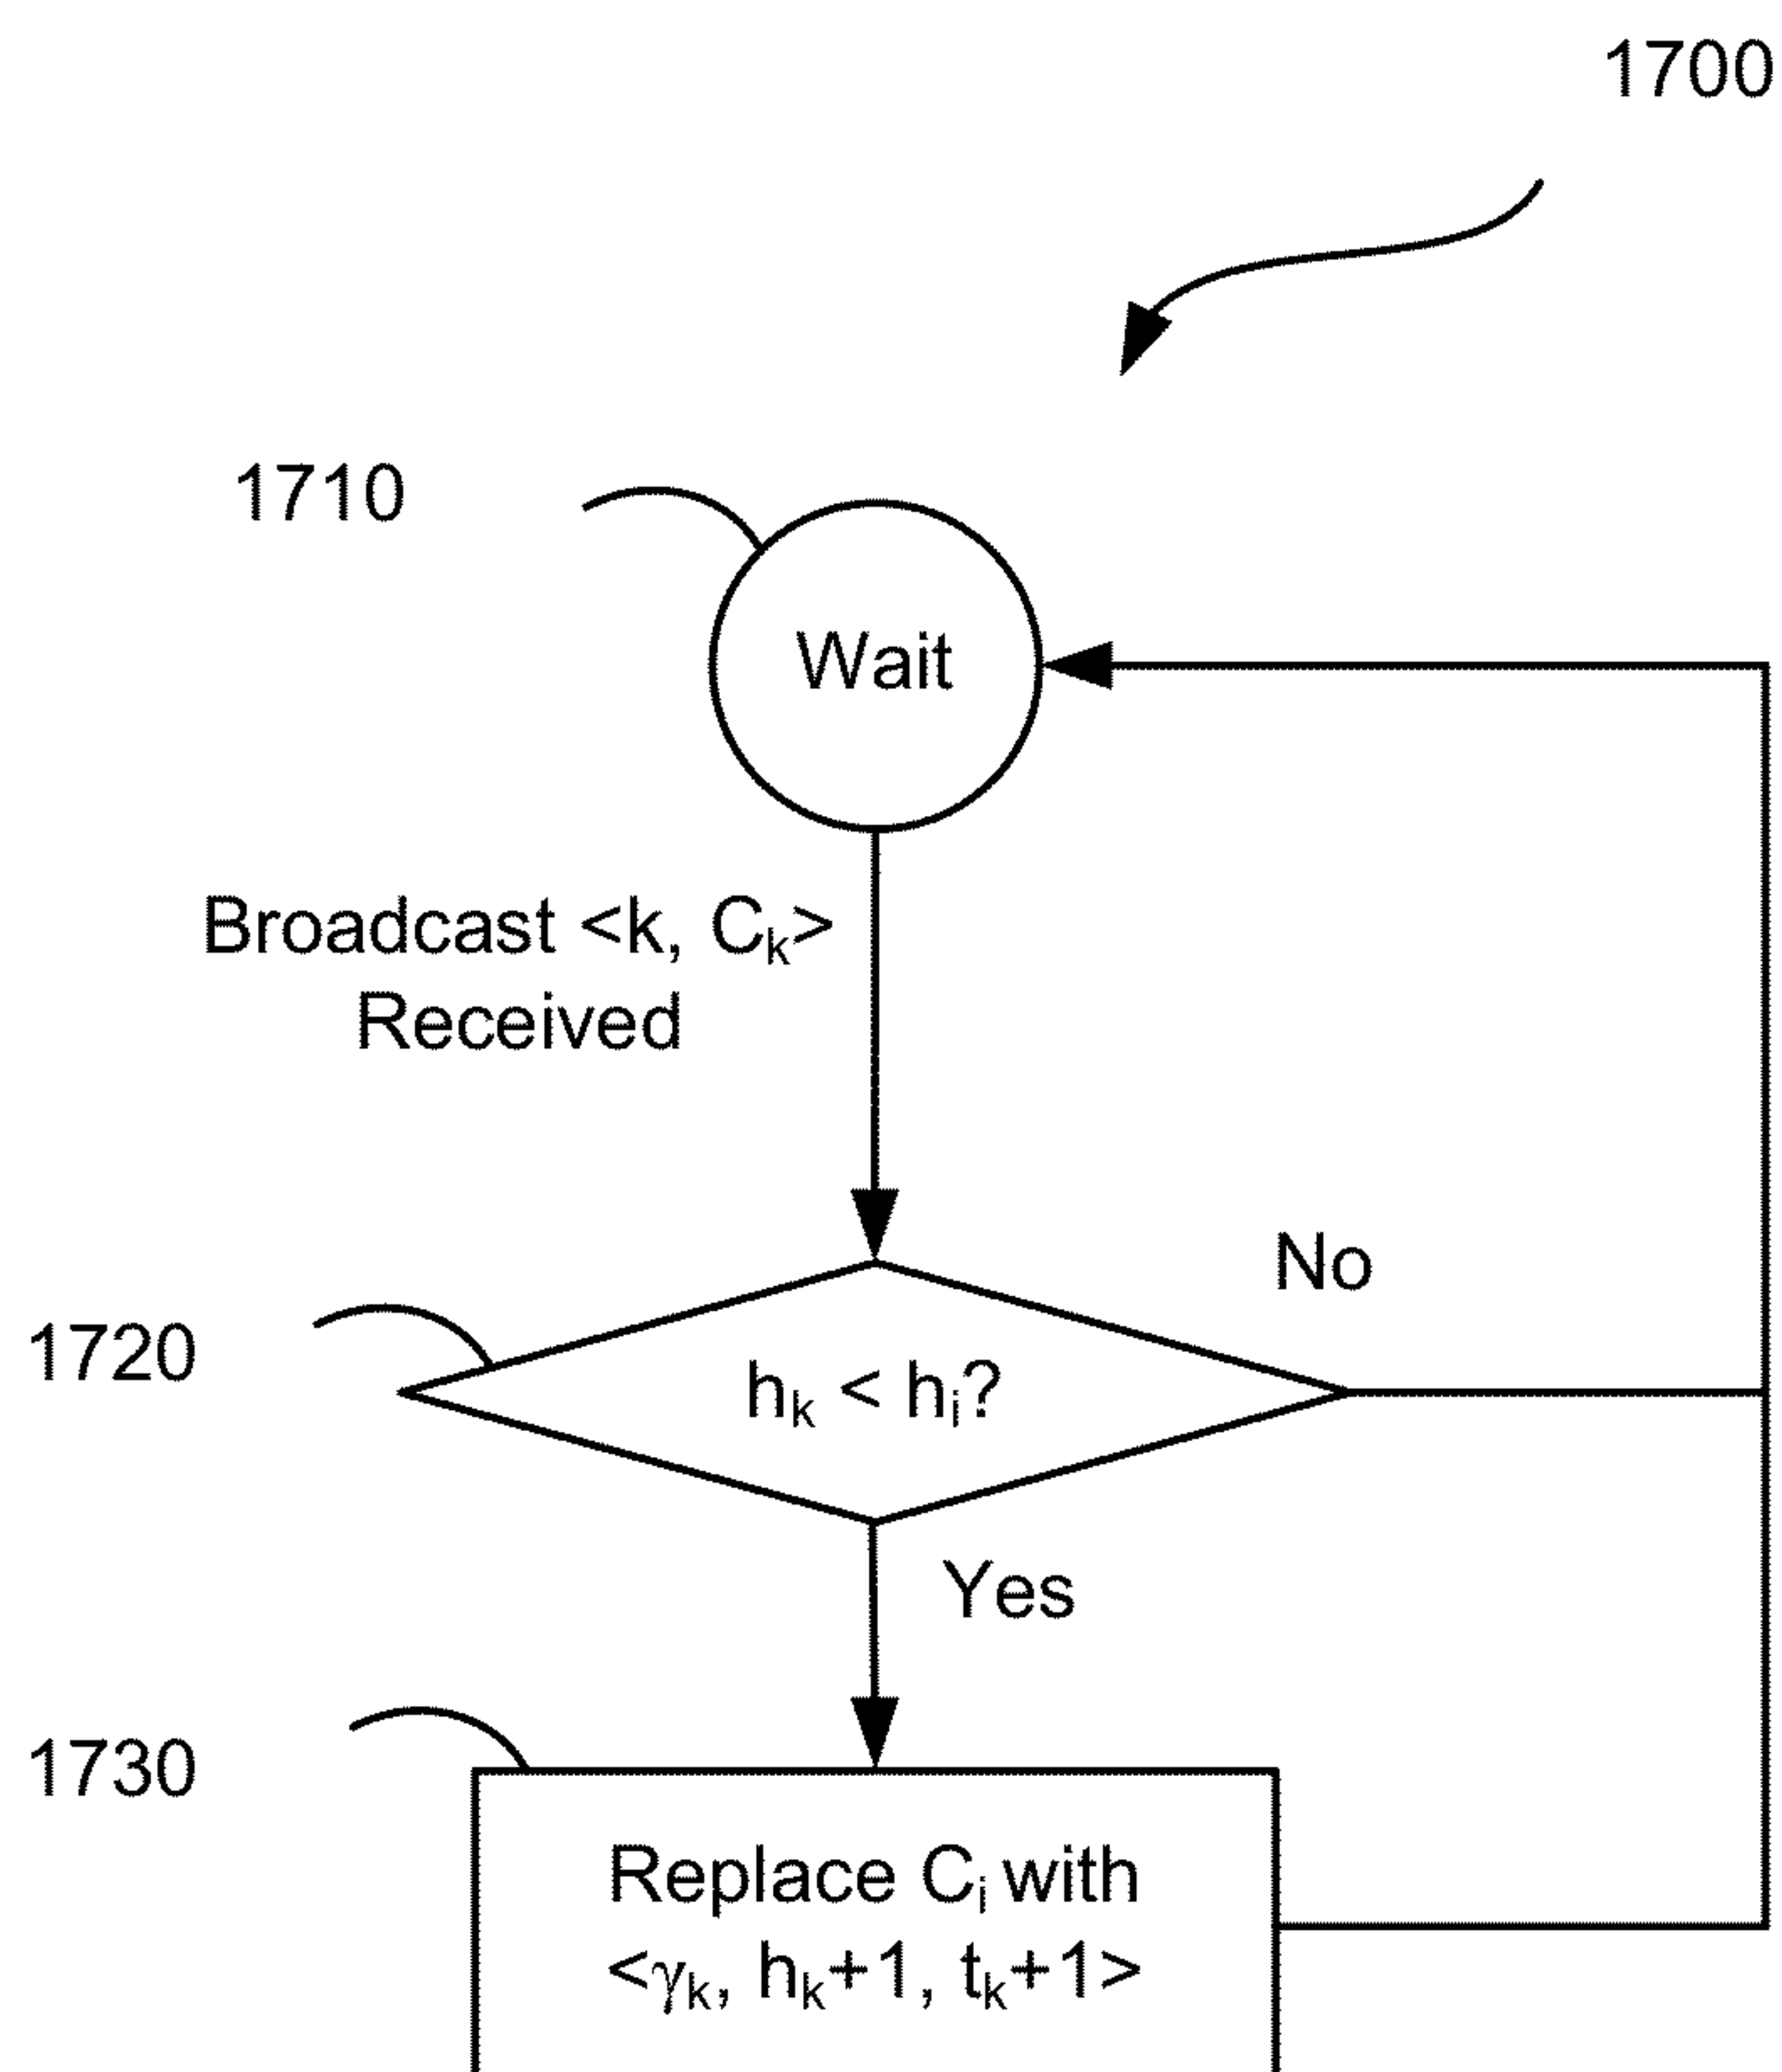 1700
1710
Wait
Broadcast <k, Cₖ>
Received
No
1720
hₖ < hᵢ?
Yes
1730
Replace Cᵢ with
<γₖ, hₖ+1, tₖ+1>